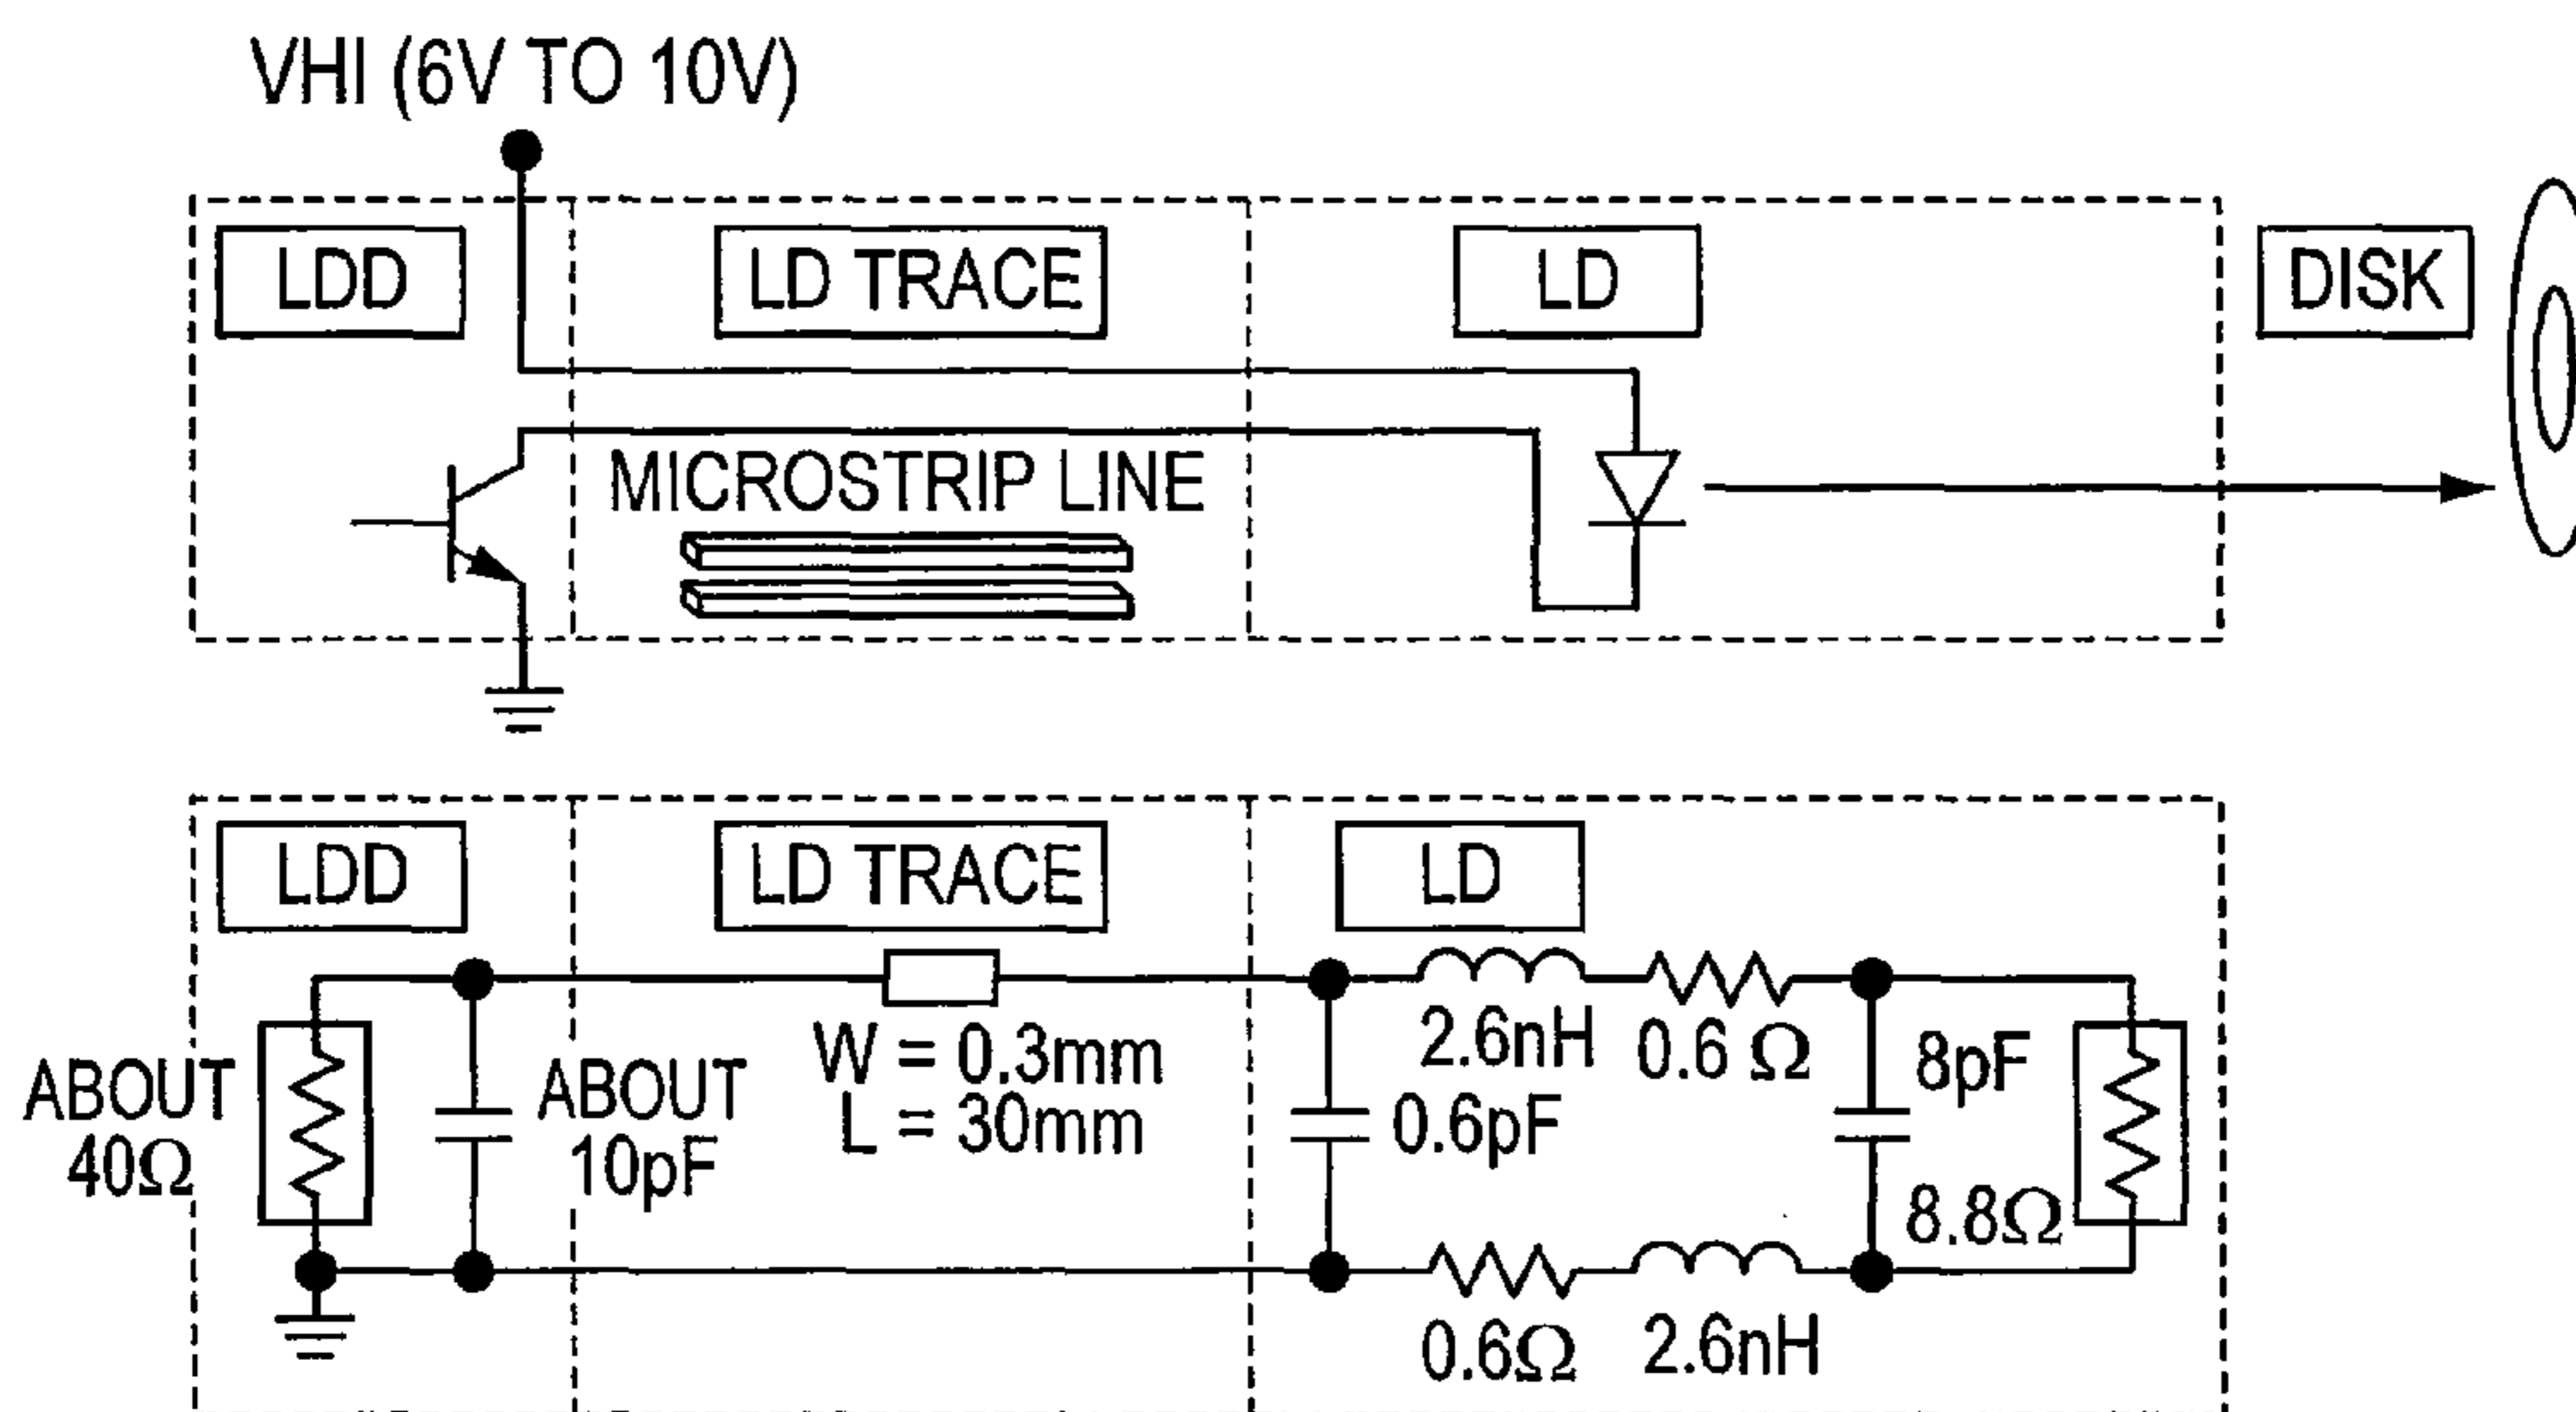 VHI (6V TO 10V)
LDD
LD TRACE
LD
DISK
MICROSTRIP LINE
LDD
LD TRACE
LD
ABOUT
40Ω
ABOUT
10pF
W = 0.3mm
L = 30mm
0.6pF
2.6nH
0.6 Ω
8pF
8.8Ω
0.6Ω
2.6nH